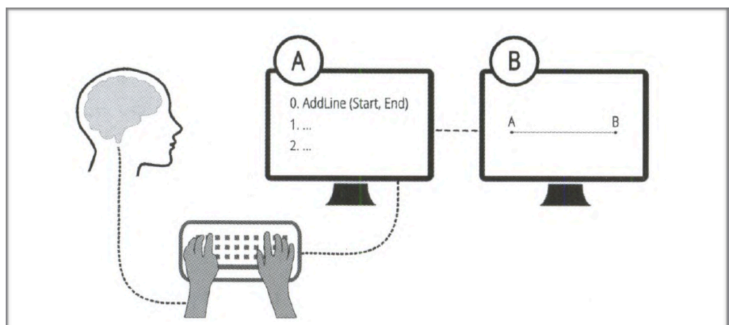 A
0. AddLine (Start, End)
1. ...
2. ...
B
A B